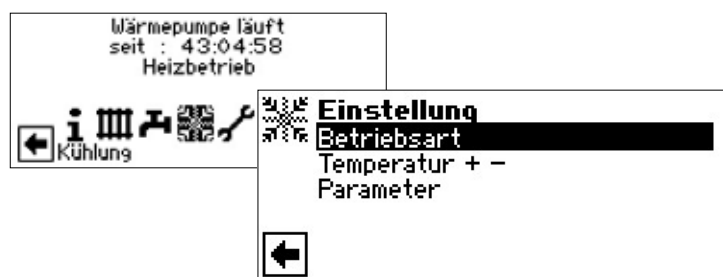 Wärmepumpe läuft
seit : 43:04:58
Heizbetrieb
Kühlung
Einstellung
Betriebsart
Temperatur + −
Parameter